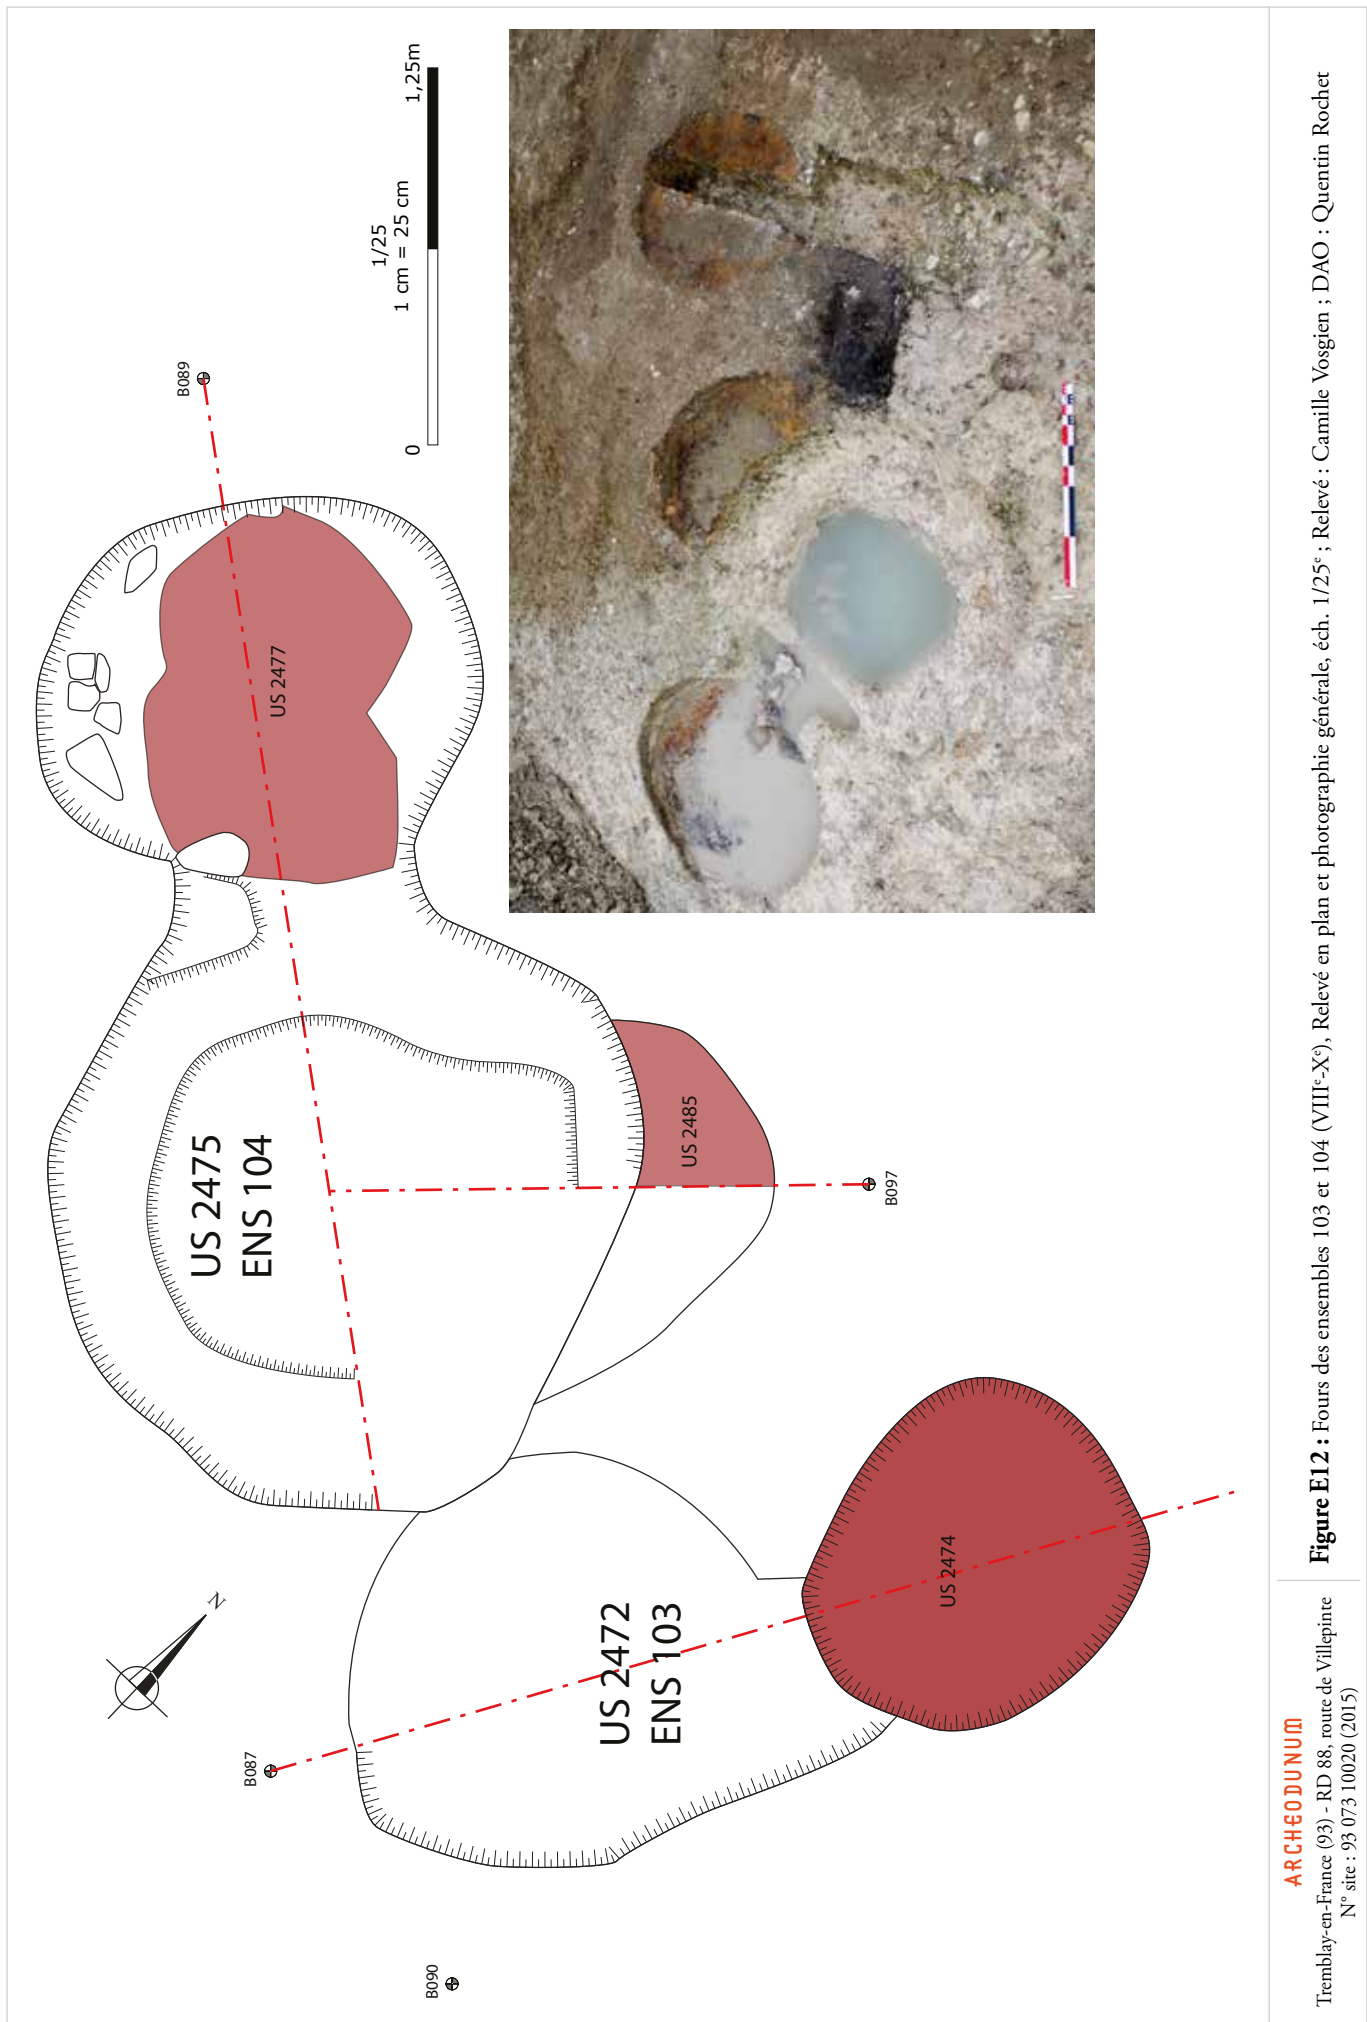 B089
US 2477
US 2475
ENS 104
US 2485
B097
US 2472
ENS 103
US 2474
B087
B090
N
1/25
1 cm = 25 cm
0
1,25m
Figure E12 : Fours des ensembles 103 et 104 (VIIIᵉ-Xᵉ), Relevé en plan et photographie générale, éch. 1/25ᵉ ; Relevé : Camille Vosgien ; DAO : Quentin Rochet
ARCHEODUNUM
Tremblay-en-France (93) - RD 88, route de Villepinte
N° site : 93 073 10020 (2015)